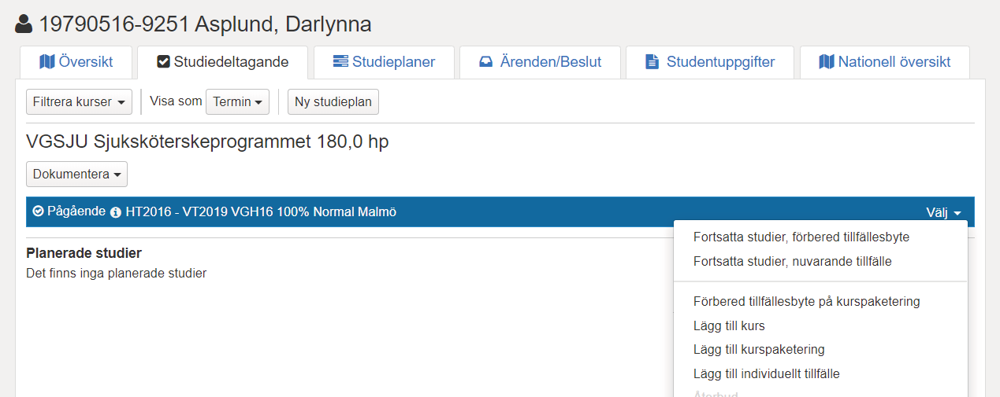 19790516-9251 Asplund, Darlynna
Översikt Studiedeltagande Studieplaner Ärenden/Beslut Studentuppgifter Nationell översikt
Filtrera kurser Visa som Termin Ny studieplan
VGSJU Sjuksköterskeprogrammet 180,0 hp
Dokumentera
Pågående HT2016 - VT2019 VGH16 100% Normal Malmö Välj
Planerade studier
Det finns inga planerade studier
Fortsatta studier, förbered tillfällesbyte
Fortsatta studier, nuvarande tillfälle
Förbered tillfällesbyte på kurspaketering
Lägg till kurs
Lägg till kurspaketering
Lägg till individuellt tillfälle
Återbud